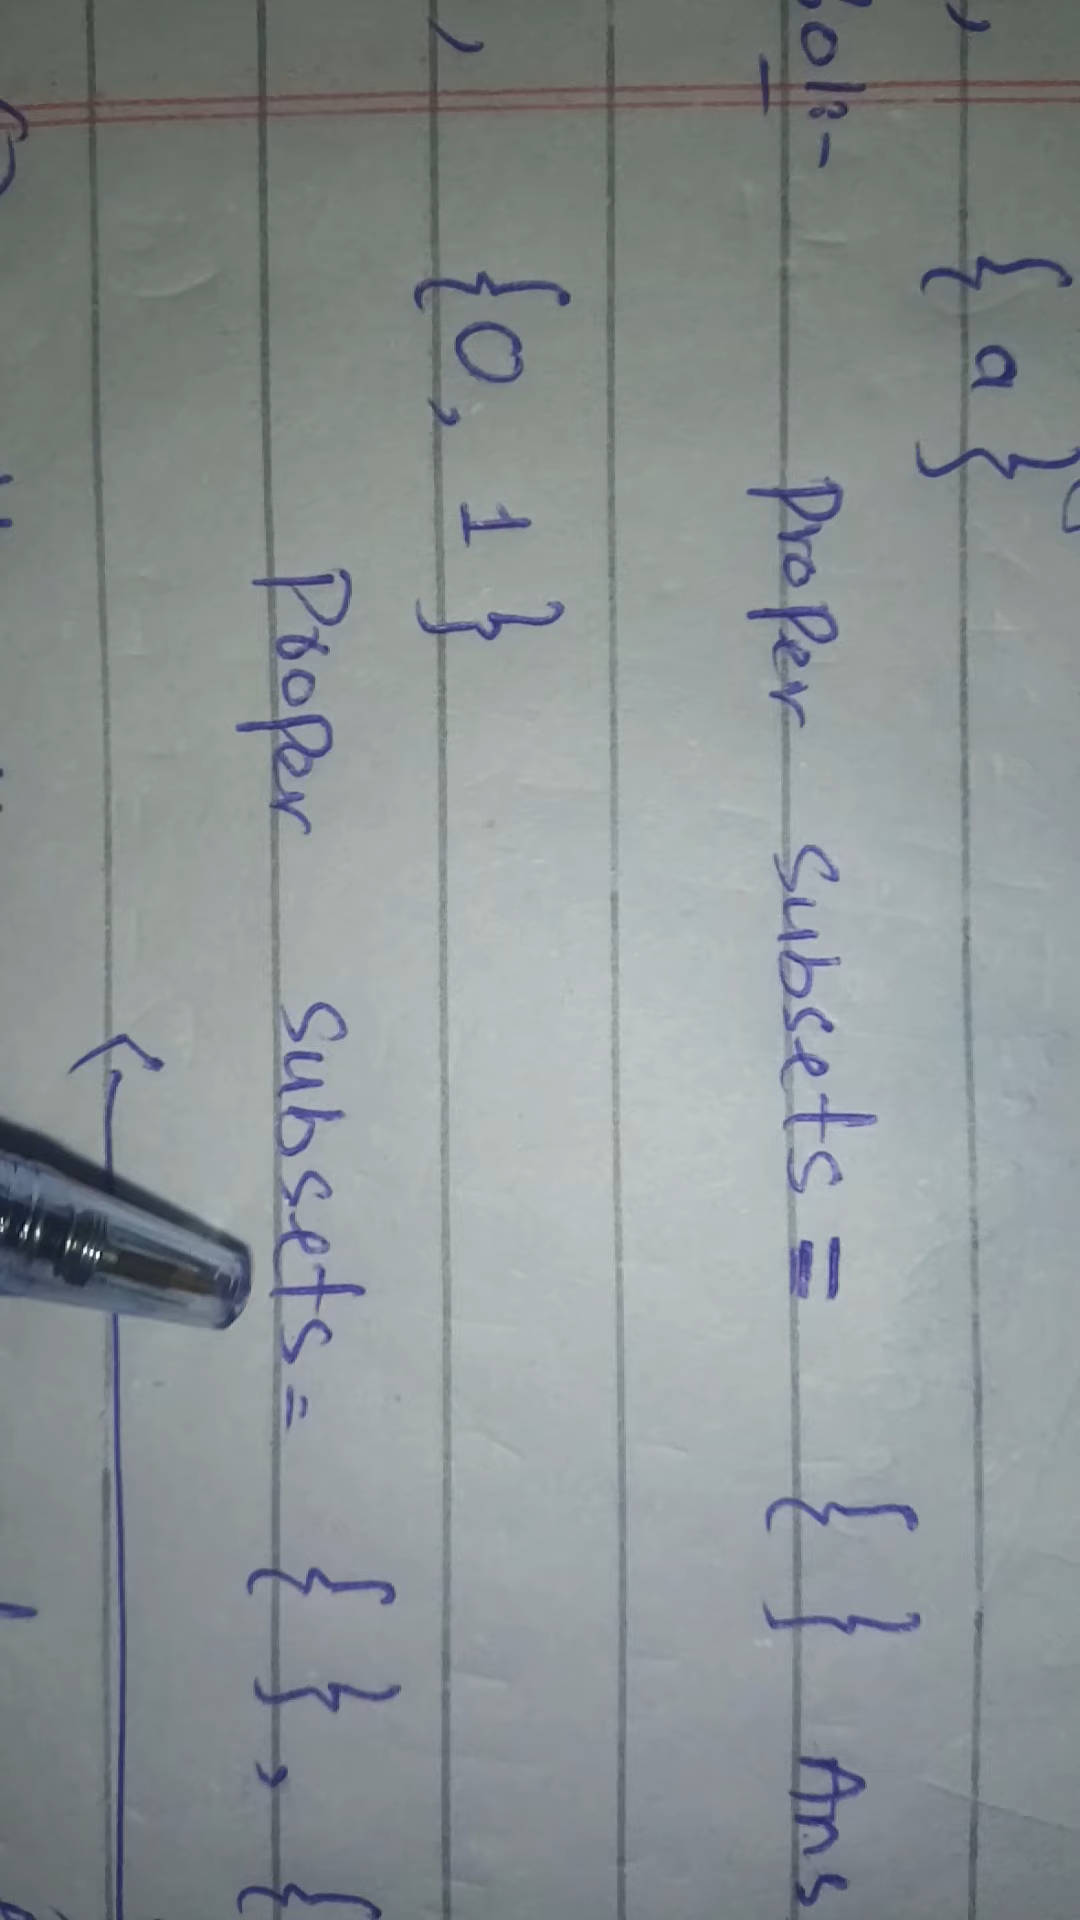 , { a }
Sol:- Proper Subsets = { } Ans
, { 0, 1 }
Proper Subsets = { } , {